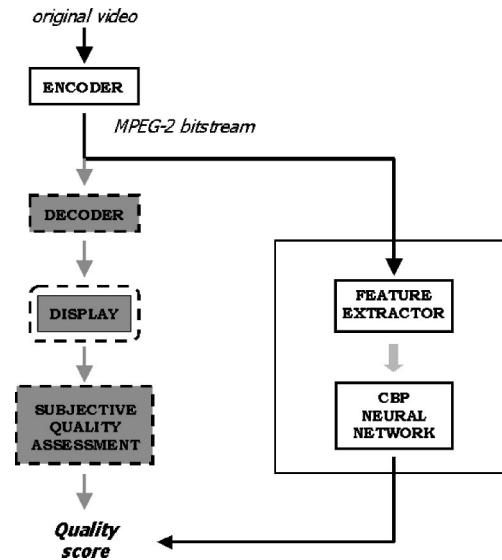 original video
ENCODER
MPEG-2 bitstream
DECODER
DISPLAY
SUBJECTIVE
QUALITY
ASSESSMENT
Quality
score
FEATURE
EXTRACTOR
CBP
NEURAL
NETWORK